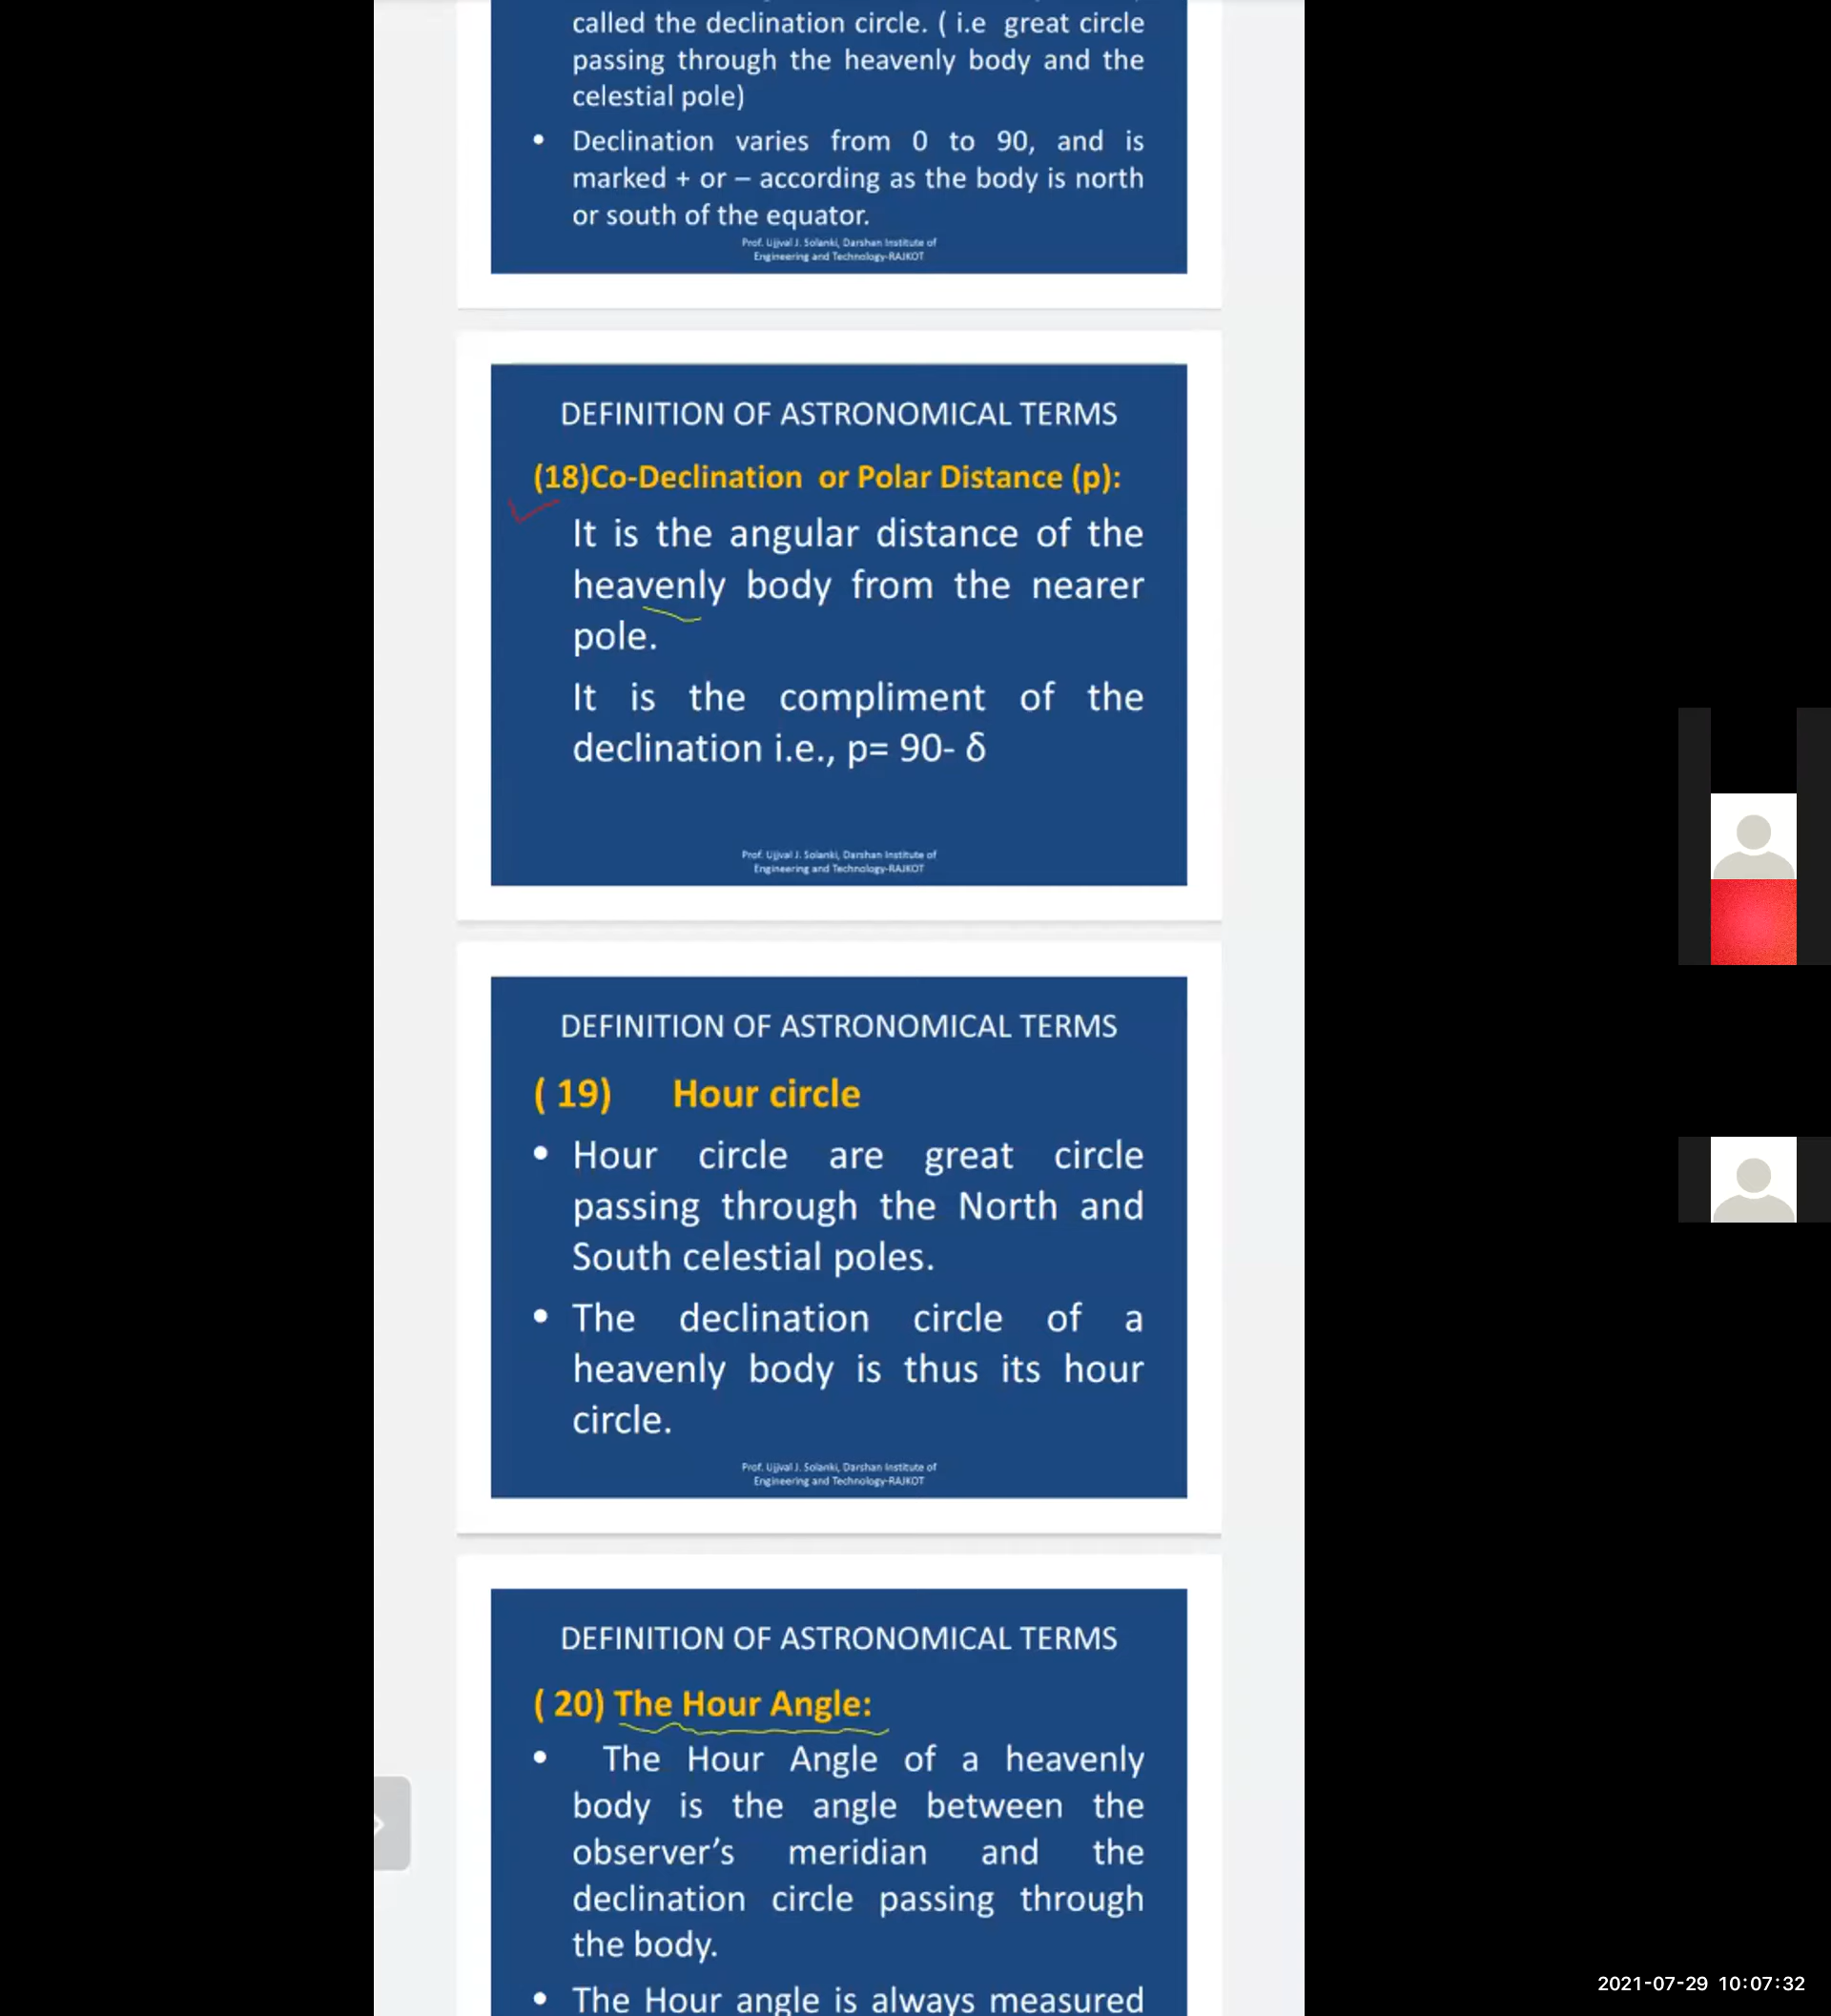 called the declination circle. ( i.e great circle
passing through the heavenly body and the
celestial pole)
• Declination varies from 0 to 90, and is
marked + or – according as the body is north
or south of the equator.
Prof. Ujjval J. Solanki, Darshan Institute of
Engineering and Technology-RAJKOT
DEFINITION OF ASTRONOMICAL TERMS
(18)Co-Declination or Polar Distance (p):
It is the angular distance of the
heavenly body from the nearer
pole.
It is the compliment of the
declination i.e., p= 90- δ
Prof. Ujjval J. Solanki, Darshan Institute of
Engineering and Technology-RAJKOT
DEFINITION OF ASTRONOMICAL TERMS
( 19) Hour circle
• Hour circle are great circle
passing through the North and
South celestial poles.
• The declination circle of a
heavenly body is thus its hour
circle.
Prof. Ujjval J. Solanki, Darshan Institute of
Engineering and Technology-RAJKOT
DEFINITION OF ASTRONOMICAL TERMS
( 20) The Hour Angle:
• The Hour Angle of a heavenly
body is the angle between the
observer’s meridian and the
declination circle passing through
the body.
• The Hour angle is always measured
2021-07-29 10:07:32